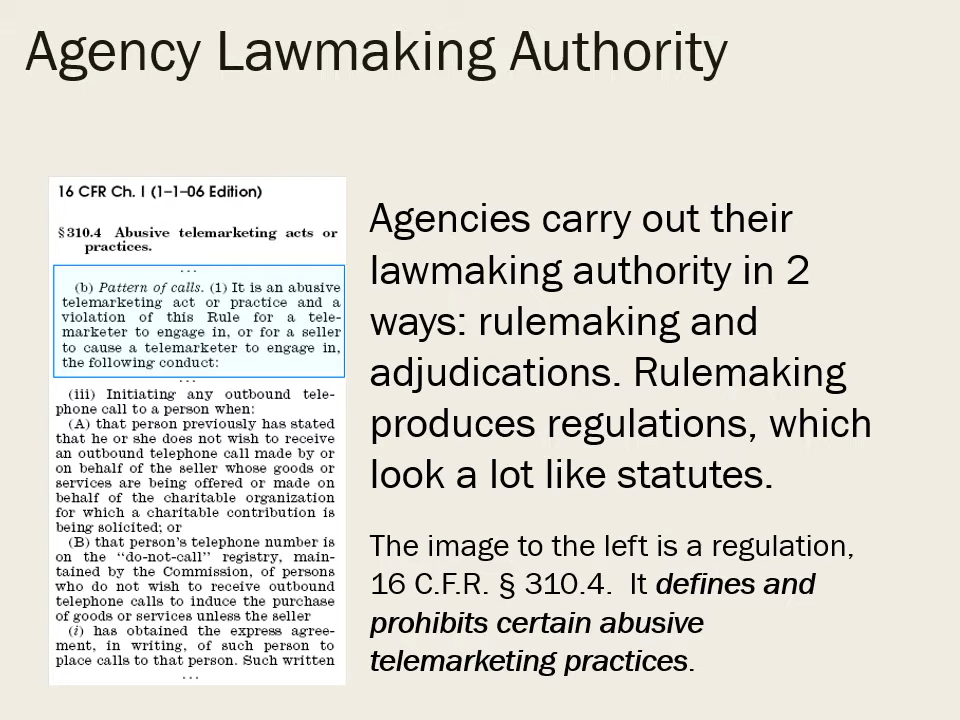 Agency Lawmaking Authority
16 CFR Ch. I (1–1–06 Edition)
§310.4 Abusive telemarketing acts or
practices.
...
(b) Pattern of calls. (1) It is an abusive
telemarketing act or practice and a
violation of this Rule for a tele-
marketer to engage in, or for a seller
to cause a telemarketer to engage in,
the following conduct:
...
(iii) Initiating any outbound tele-
phone call to a person when:
(A) that person previously has stated
that he or she does not wish to receive
an outbound telephone call made by or
on behalf of the seller whose goods or
services are being offered or made on
behalf of the charitable organization
for which a charitable contribution is
being solicited; or
(B) that person's telephone number is
on the “do-not-call” registry, main-
tained by the Commission, of persons
who do not wish to receive outbound
telephone calls to induce the purchase
of goods or services unless the seller
(i) has obtained the express agree-
ment, in writing, of such person to
place calls to that person. Such written
...
Agencies carry out their
lawmaking authority in 2
ways: rulemaking and
adjudications. Rulemaking
produces regulations, which
look a lot like statutes.
The image to the left is a regulation,
16 C.F.R. § 310.4. It defines and
prohibits certain abusive
telemarketing practices.